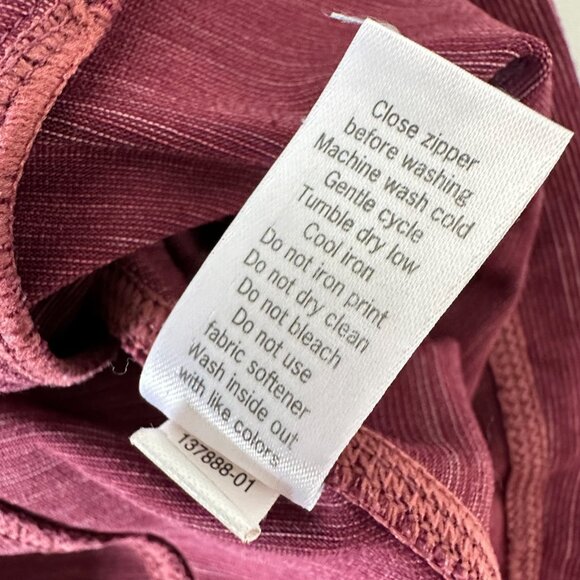 Close zipper
before washing
Machine wash cold
Gentle cycle
Tumble dry low
Cool iron
Do not iron print
Do not dry clean
Do not bleach
Do not use
fabric softener
wash inside out
with like colors
137888-01